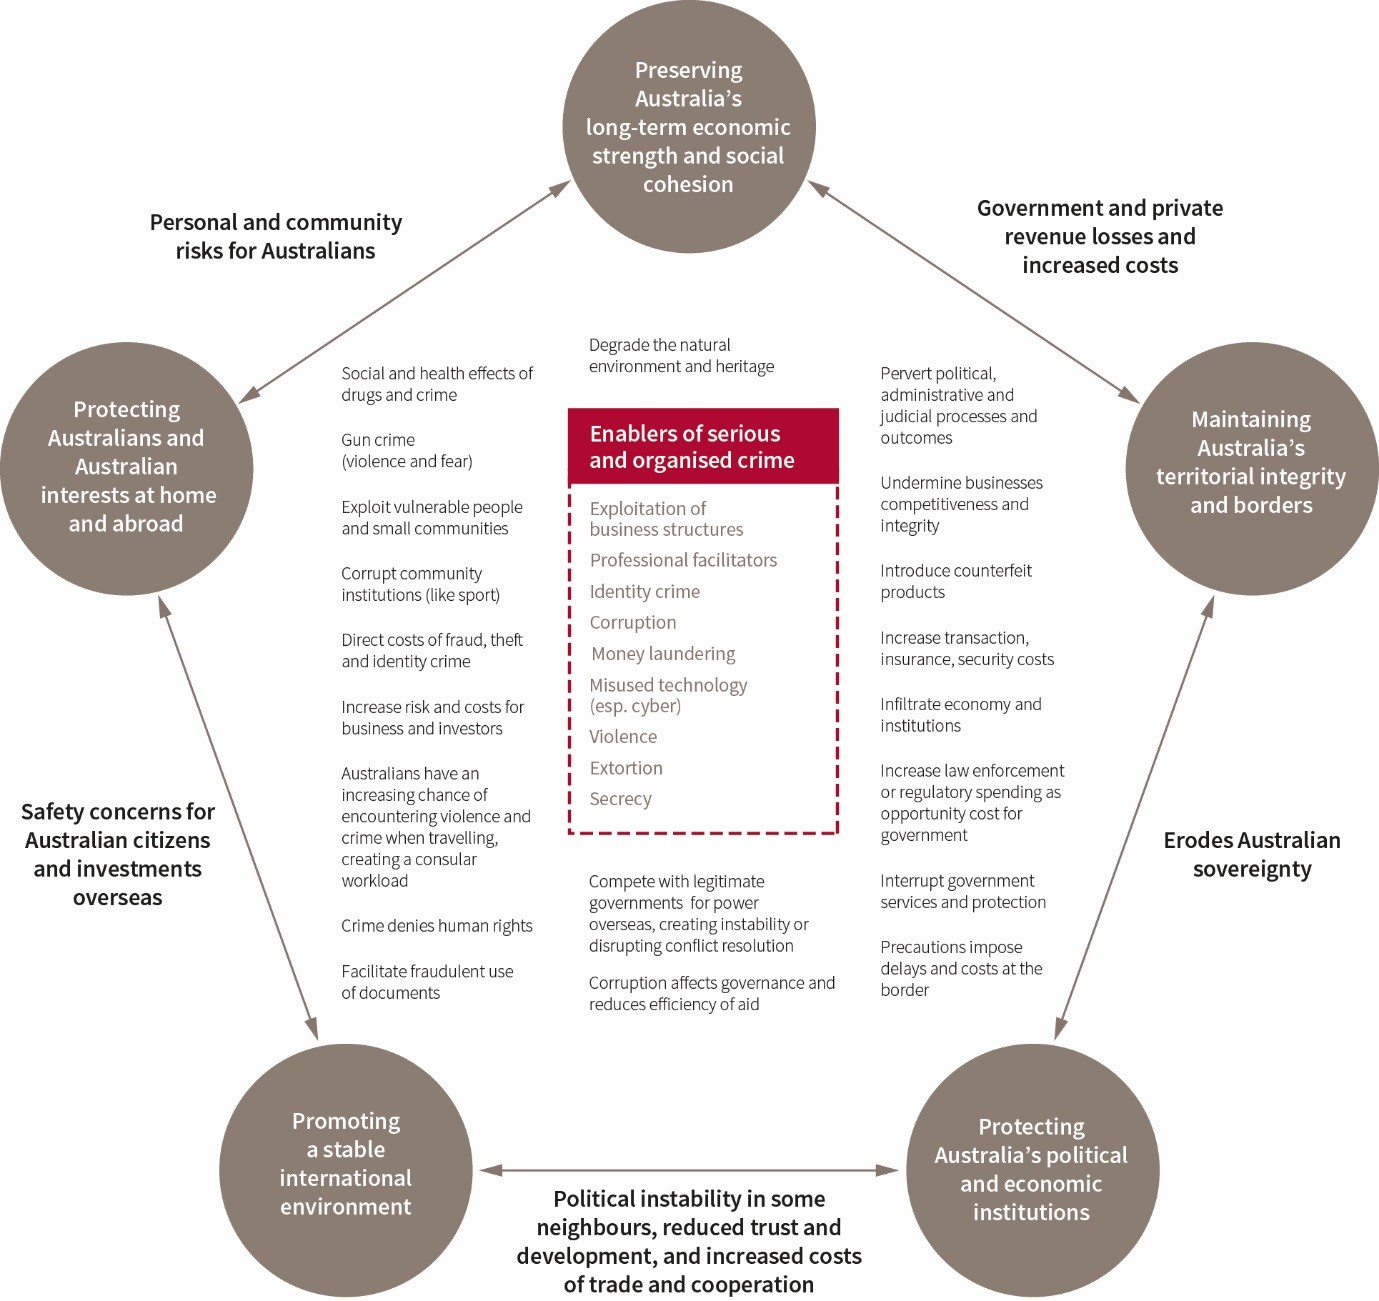 Preserving
Australia’s
long-term economic
strength and social
cohesion
Personal and community
risks for Australians
Government and private
revenue losses and
increased costs
Protecting
Australians and
Australian
interests at home
and abroad
Maintaining
Australia’s
territorial integrity
and borders
Social and health effects of
drugs and crime
Gun crime
(violence and fear)
Exploit vulnerable people
and small communities
Corrupt community
institutions (like sport)
Direct costs of fraud, theft
and identity crime
Increase risk and costs for
business and investors
Australians have an
increasing chance of
encountering violence and
crime when travelling,
creating a consular
workload
Crime denies human rights
Facilitate fraudulent use
of documents
Degrade the natural
environment and heritage
Enablers of serious
and organised crime
Exploitation of
business structures
Professional facilitators
Identity crime
Corruption
Money laundering
Misused technology
(esp. cyber)
Violence
Extortion
Secrecy
Compete with legitimate
governments for power
overseas, creating instability or
disrupting conflict resolution
Corruption affects governance and
reduces efficiency of aid
Pervert political,
administrative and
judicial processes and
outcomes
Undermine businesses
competitiveness and
integrity
Introduce counterfeit
products
Increase transaction,
insurance, security costs
Infiltrate economy and
institutions
Increase law enforcement
or regulatory spending as
opportunity cost for
government
Interrupt government
services and protection
Precautions impose
delays and costs at the
border
Safety concerns for
Australian citizens
and investments
overseas
Erodes Australian
sovereignty
Promoting
a stable
international
environment
Political instability in some
neighbours, reduced trust and
development, and increased costs
of trade and cooperation
Protecting
Australia’s political
and economic
institutions